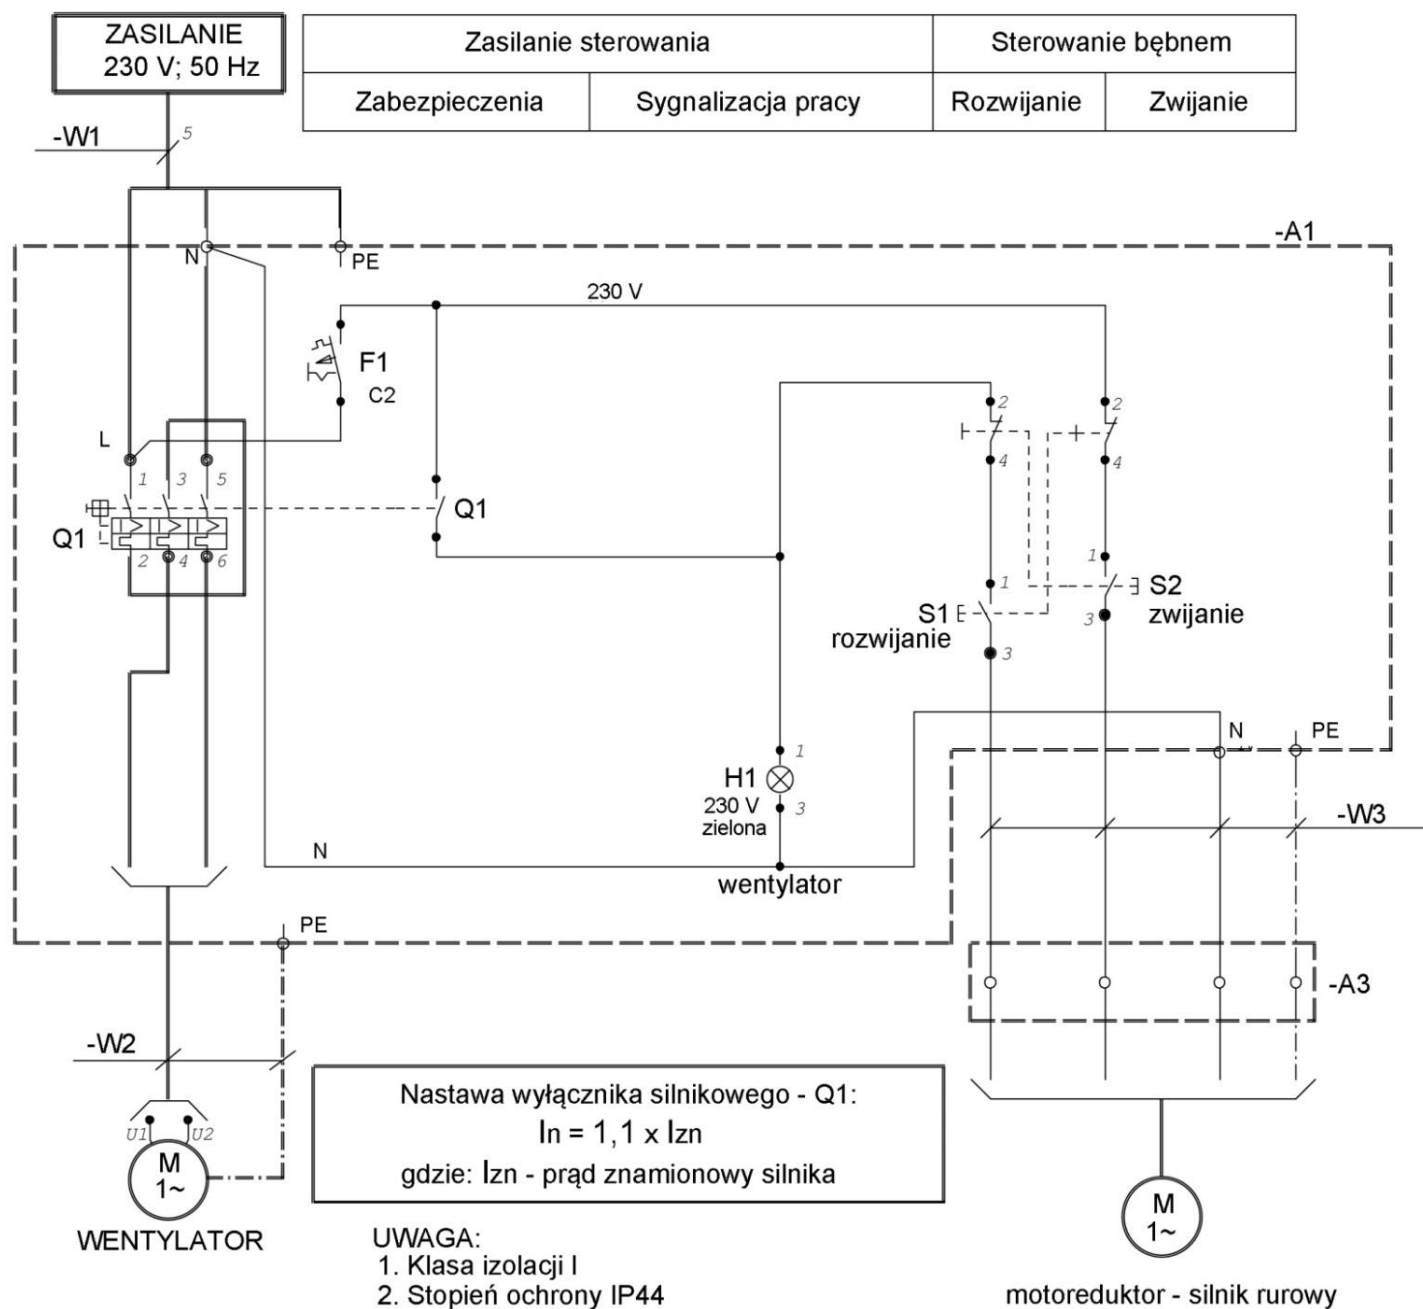 ZASILANIE
230 V; 50 Hz
Zasilanie sterowania
Sterowanie bębnem
Zabezpieczenia
Sygnalizacja pracy
Rozwijanie
Zwijanie
-W1
5
-A1
N
PE
230 V
F1
C2
L
1
3
5
Q1
2
4
6
Q1
2
4
1
S1
rozwijanie
3
2
4
1
S2
zwijanie
3
1
H1
230 V
zielona
3
N
wentylator
N
PE
-W3
PE
-A3
-W2
U1
U2
M
1~
WENTYLATOR
Nastawa wyłącznika silnikowego - Q1:
In = 1,1 x Izn
gdzie: Izn - prąd znamionowy silnika
UWAGA:
1. Klasa izolacji I
2. Stopień ochrony IP44
M
1~
motoreduktor - silnik rurowy